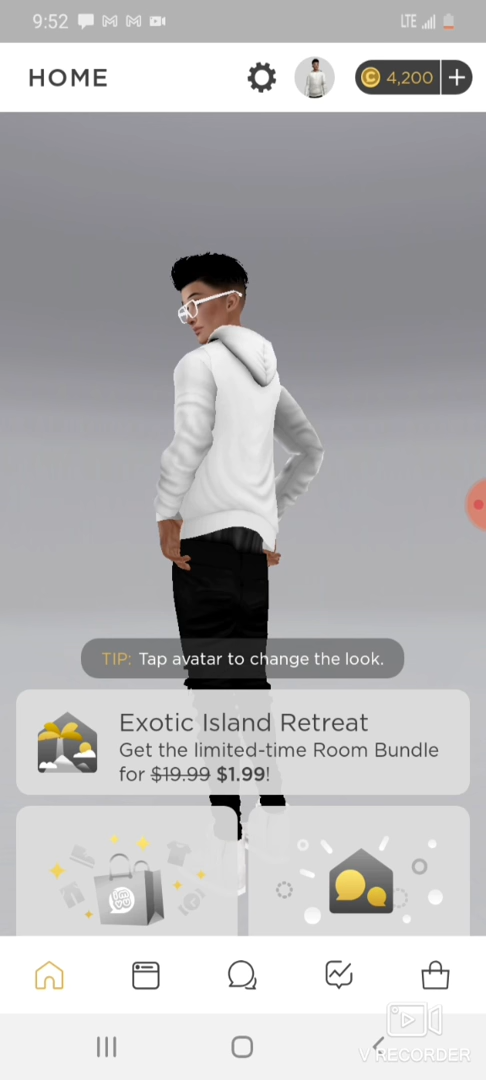 9:52
LTE
HOME
C 4,200 +
TIP: Tap avatar to change the look.
Exotic Island Retreat
Get the limited-time Room Bundle
for $19.99 $1.99!
V RECORDER